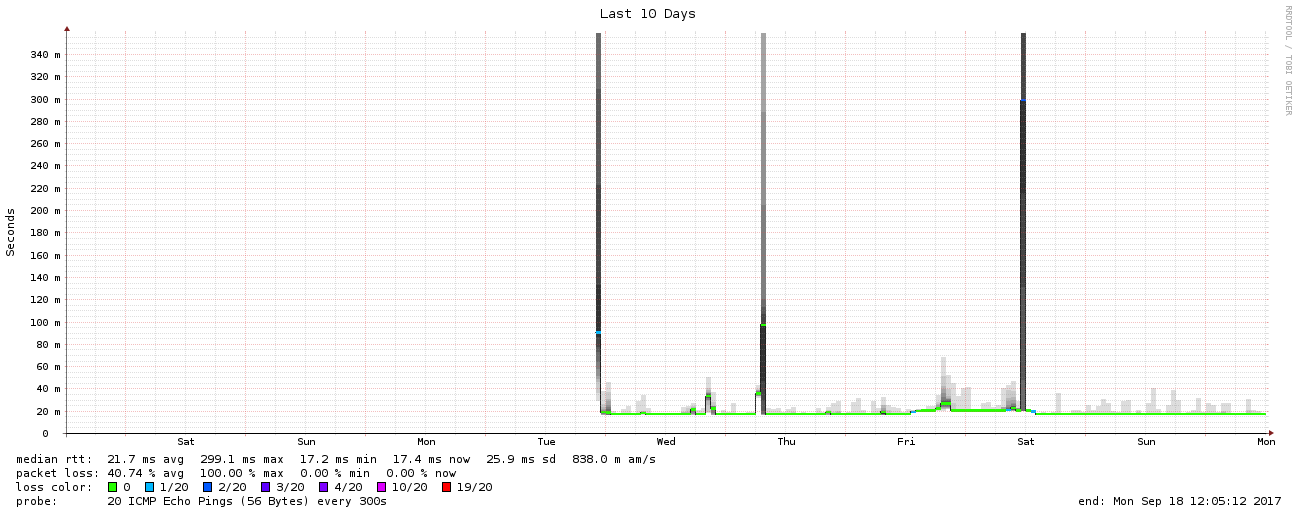 Last 10 Days
RRDTOOL / TOBI OETIKER
Seconds
340 m
320 m
300 m
280 m
260 m
240 m
220 m
200 m
180 m
160 m
140 m
120 m
100 m
80 m
60 m
40 m
20 m
0
Sat Sun Mon Tue Wed Thu Fri Sat Sun Mon
median rtt: 21.7 ms avg 299.1 ms max 17.2 ms min 17.4 ms now 25.9 ms sd 838.0 m am/s
packet loss: 40.74 % avg 100.00 % max 0.00 % min 0.00 % now
loss color: 0 1/20 2/20 3/20 4/20 10/20 19/20
probe: 20 ICMP Echo Pings (56 Bytes) every 300s end: Mon Sep 18 12:05:12 2017